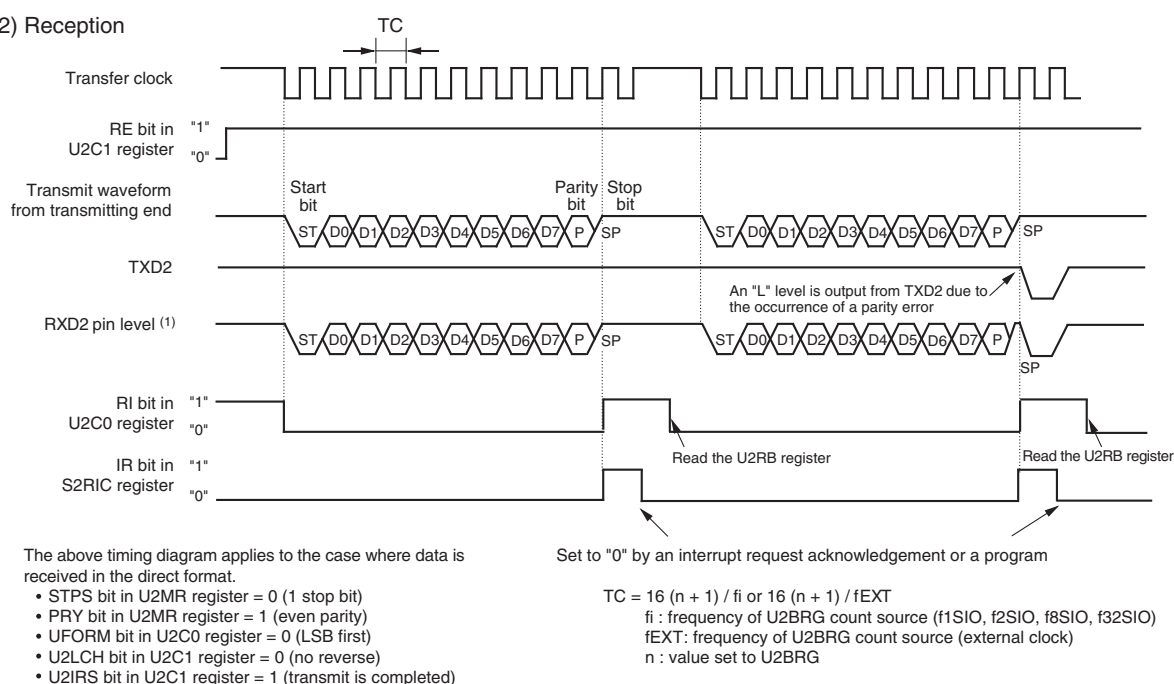 2) Reception
TC
Transfer clock
RE bit in "1"
U2C1 register "0"
Transmit waveform
from transmitting end
Start
bit
Parity
bit
Stop
bit
ST D0 D1 D2 D3 D4 D5 D6 D7 P SP
ST D0 D1 D2 D3 D4 D5 D6 D7 P SP
TXD2
An "L" level is output from TXD2 due to
the occurrence of a parity error
RXD2 pin level (1)
ST D0 D1 D2 D3 D4 D5 D6 D7 P SP
ST D0 D1 D2 D3 D4 D5 D6 D7 P
SP
RI bit in "1"
U2C0 register "0"
Read the U2RB register
Read the U2RB register
IR bit in "1"
S2RIC register "0"
The above timing diagram applies to the case where data is
received in the direct format.
• STPS bit in U2MR register = 0 (1 stop bit)
• PRY bit in U2MR register = 1 (even parity)
• UFORM bit in U2C0 register = 0 (LSB first)
• U2LCH bit in U2C1 register = 0 (no reverse)
• U2IRS bit in U2C1 register = 1 (transmit is completed)
Set to "0" by an interrupt request acknowledgement or a program
TC = 16 (n + 1) / fi or 16 (n + 1) / fEXT
fi : frequency of U2BRG count source (f1SIO, f2SIO, f8SIO, f32SIO)
fEXT: frequency of U2BRG count source (external clock)
n : value set to U2BRG